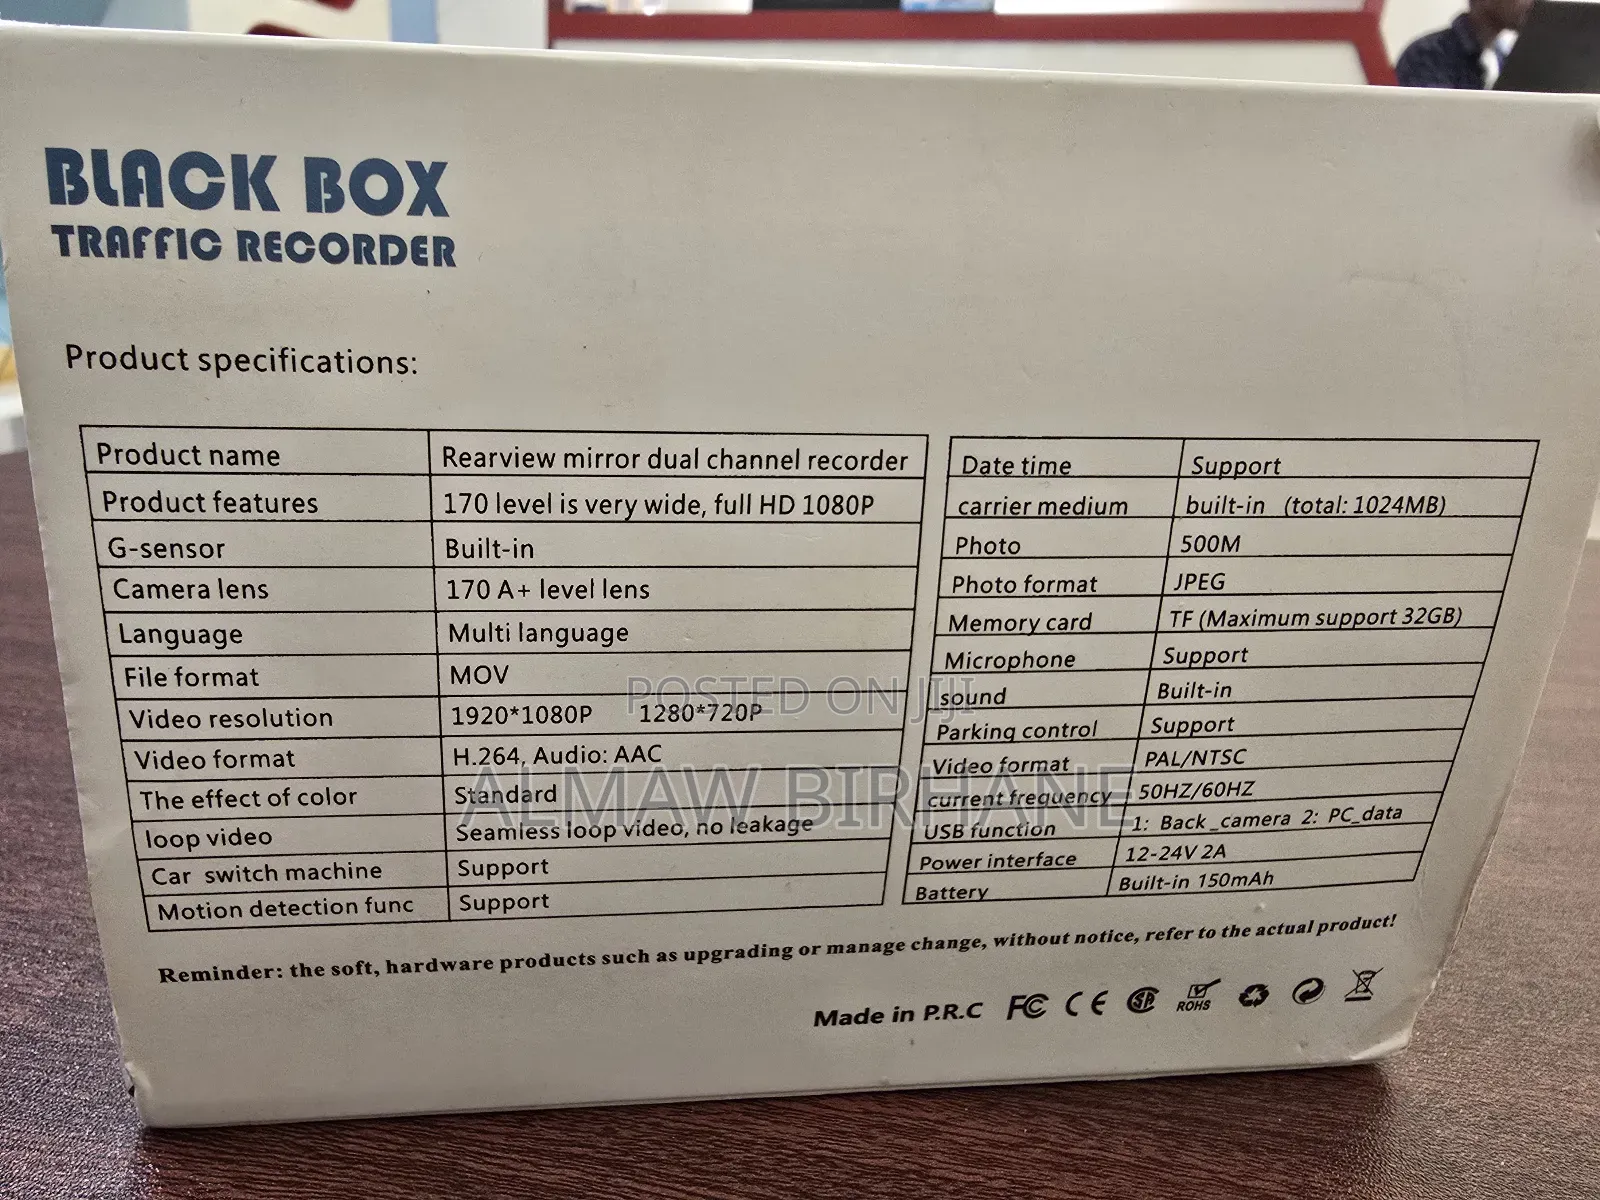 BLACK BOX
TRAFFIC RECORDER
Product specifications:
Product name Rearview mirror dual channel recorder
Product features 170 level is very wide, full HD 1080P
G-sensor Built-in
Camera lens 170 A+ level lens
Language Multi language
File format MOV
Video resolution 1920*1080P 1280*720P
Video format H.264, Audio: AAC
The effect of color Standard
loop video Seamless loop video, no leakage
Car switch machine Support
Motion detection func Support
Date time Support
carrier medium built-in (total: 1024MB)
Photo 500M
Photo format JPEG
Memory card TF (Maximum support 32GB)
Microphone Support
sound Built-in
Parking control Support
Video format PAL/NTSC
current frequency 50HZ/60HZ
USB function 1: Back_camera 2: PC_data
Power interface 12-24V 2A
Battery Built-in 150mAh
POSTED ON JIJI
ALMAW BIRHANE
Reminder: the soft, hardware products such as upgrading or manage change, without notice, refer to the actual product!
Made in P.R.C FC CE SA ROHS